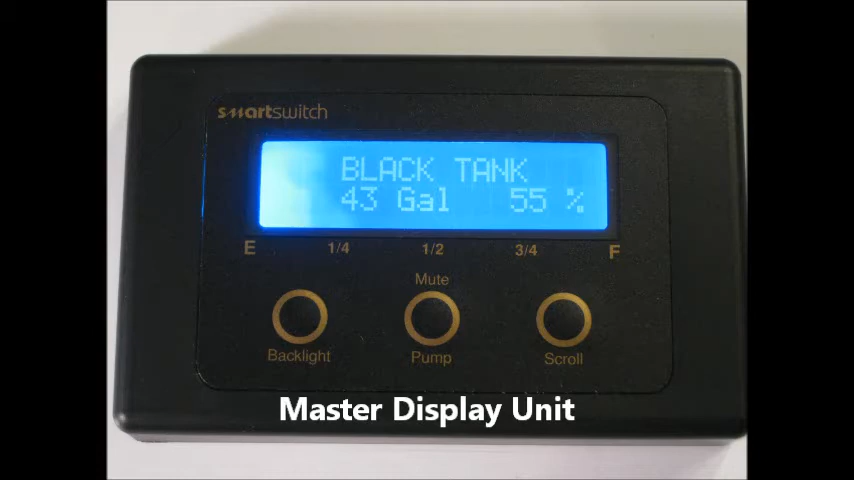 smartswitch
BLACK TANK
43 Gal 55 %
E 1/4 1/2 3/4 F
Mute
Backlight Pump Scroll
Master Display Unit